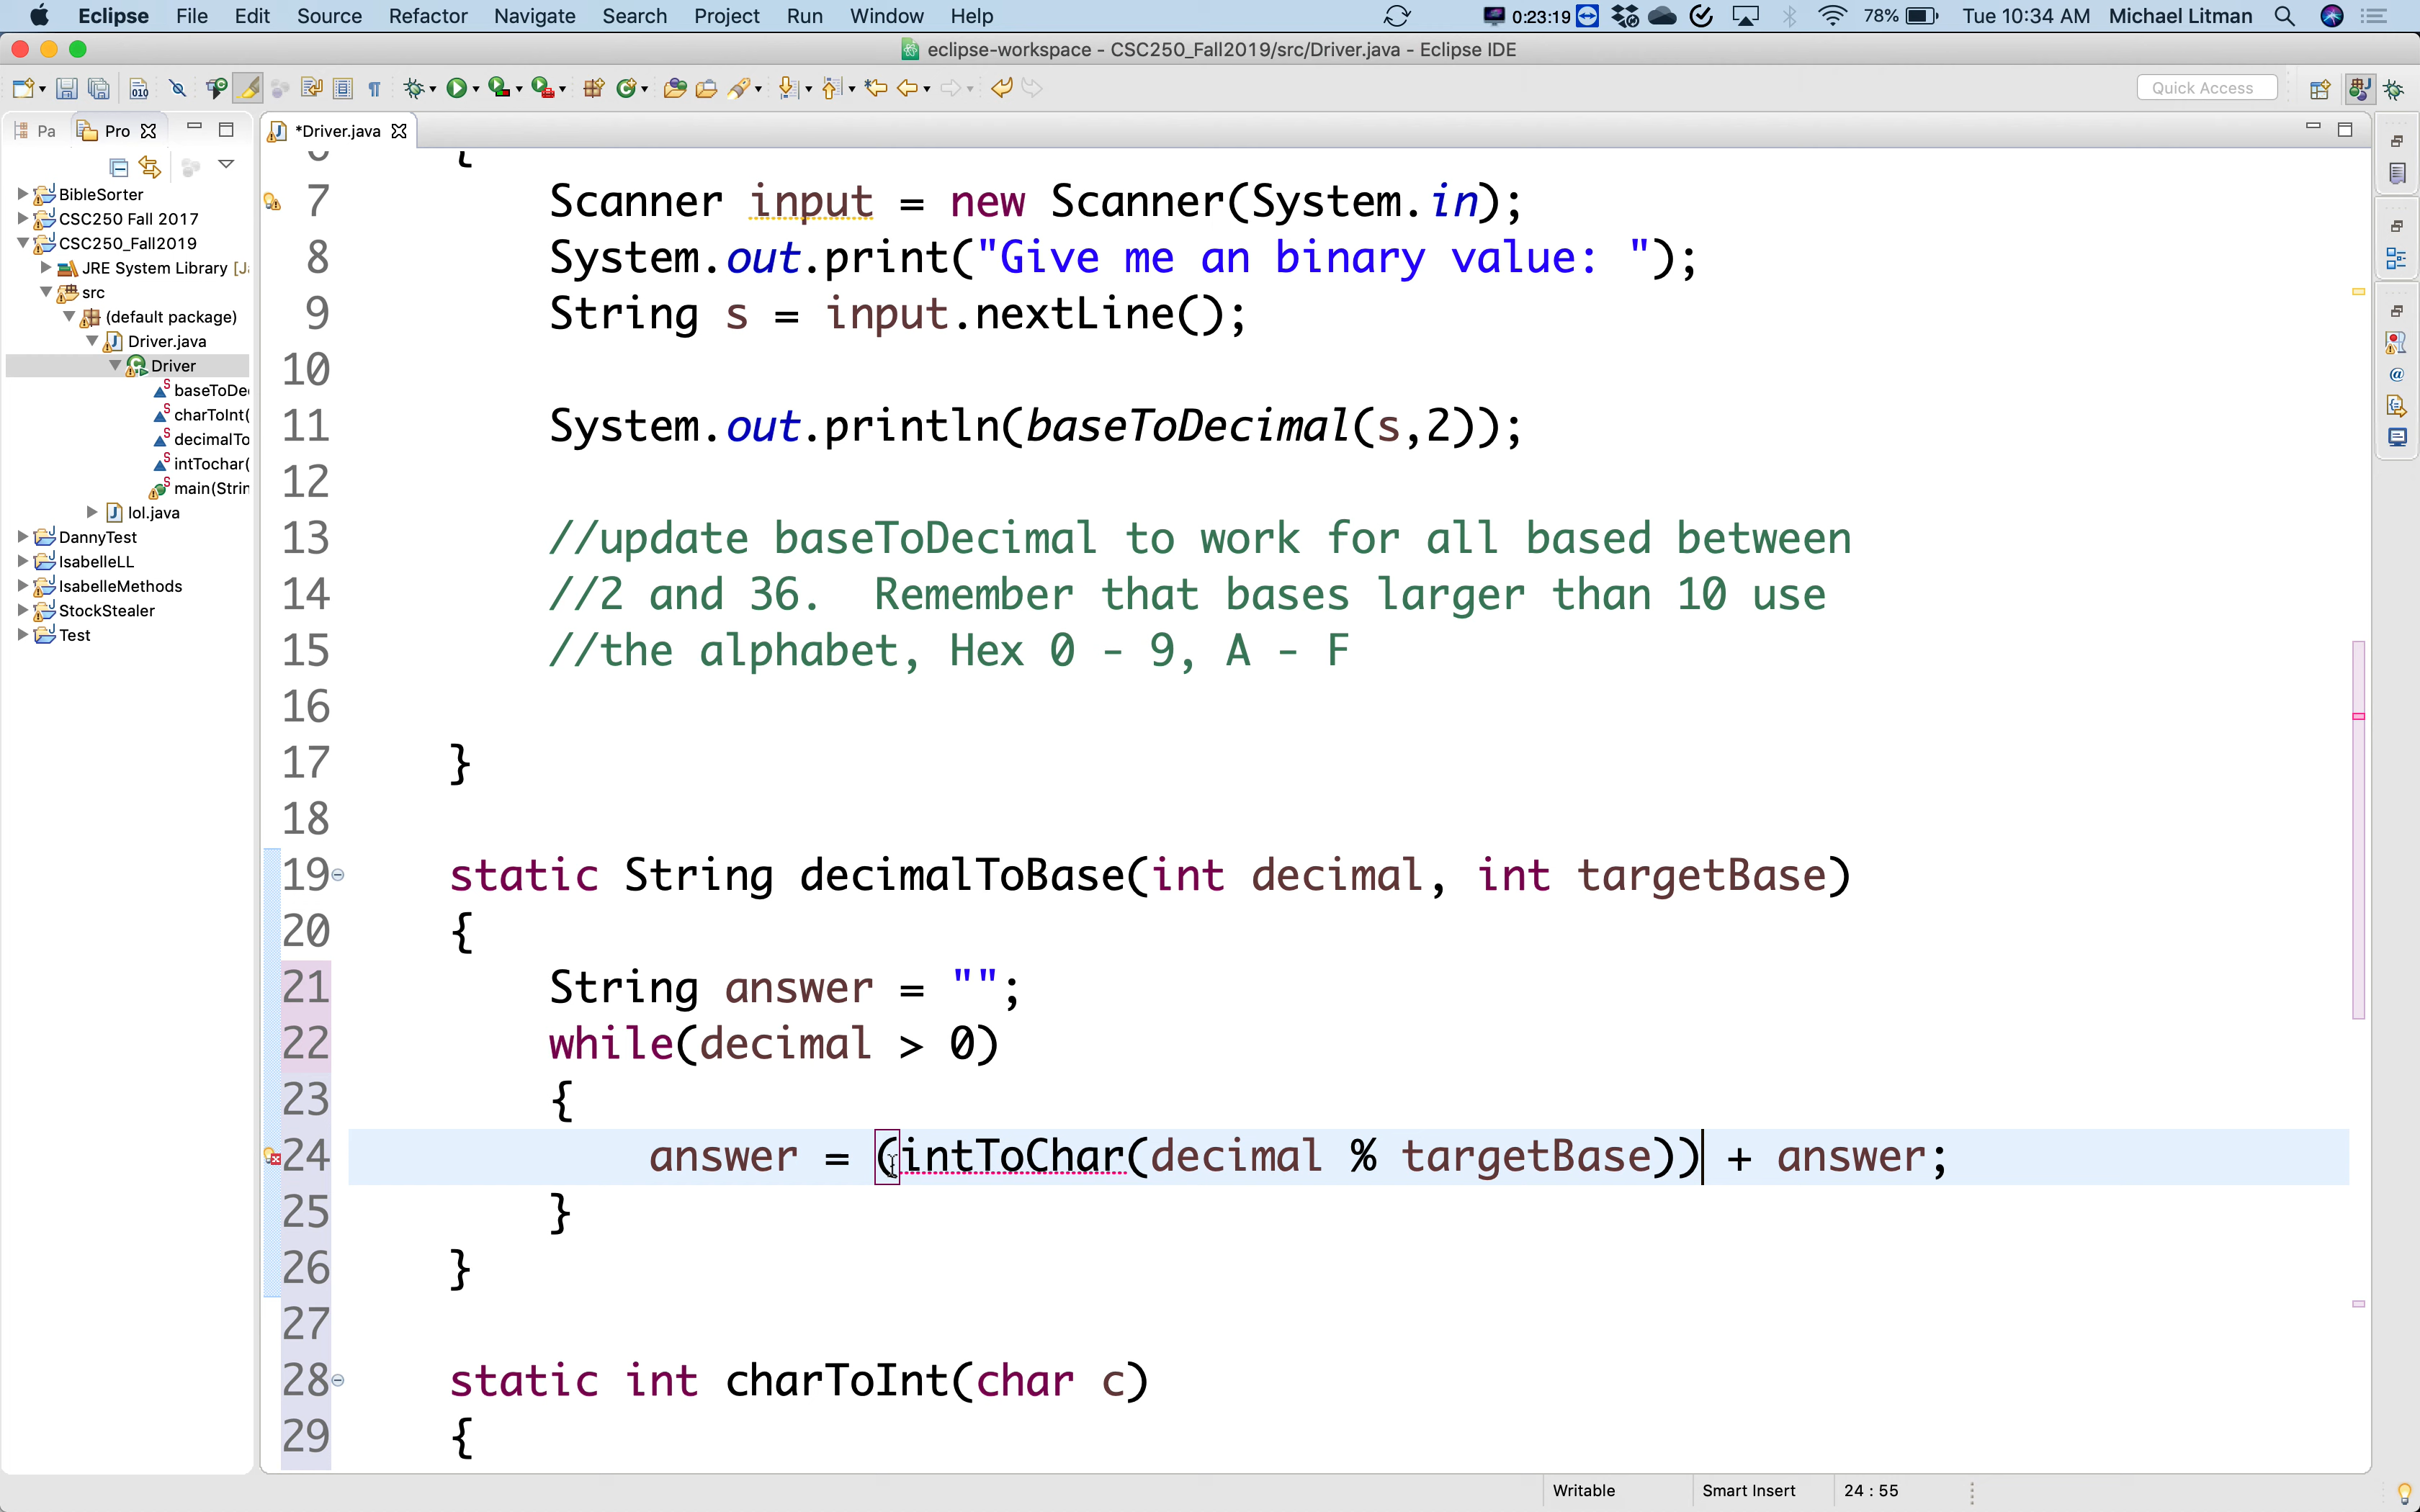 Eclipse File Edit Source Refactor Navigate Search Project Run Window Help 0:23:19 78% Tue 10:34 AM Michael Litman
eclipse-workspace - CSC250_Fall2019/src/Driver.java - Eclipse IDE
Quick Access
Pa Pro
*Driver.java
BibleSorter
CSC250 Fall 2017
CSC250_Fall2019
JRE System Library [Ja
src
(default package)
Driver.java
Driver
baseToDe
charToInt(
decimalTo
intTochar(
main(Strin
lol.java
DannyTest
IsabelleLL
IsabelleMethods
StockStealer
Test
{
7 Scanner input = new Scanner(System.in);
8 System.out.print("Give me an binary value: ");
9 String s = input.nextLine();
10
11 System.out.println(baseToDecimal(s,2));
12
13 //update baseToDecimal to work for all based between
14 //2 and 36.  Remember that bases larger than 10 use
15 //the alphabet, Hex 0 - 9, A - F
16
17 }
18
19 static String decimalToBase(int decimal, int targetBase)
20 {
21 String answer = "";
22 while(decimal > 0)
23 {
24 answer = (intToChar(decimal % targetBase)) + answer;
25 }
26 }
27
28 static int charToInt(char c)
29 {
Writable Smart Insert 24 : 55